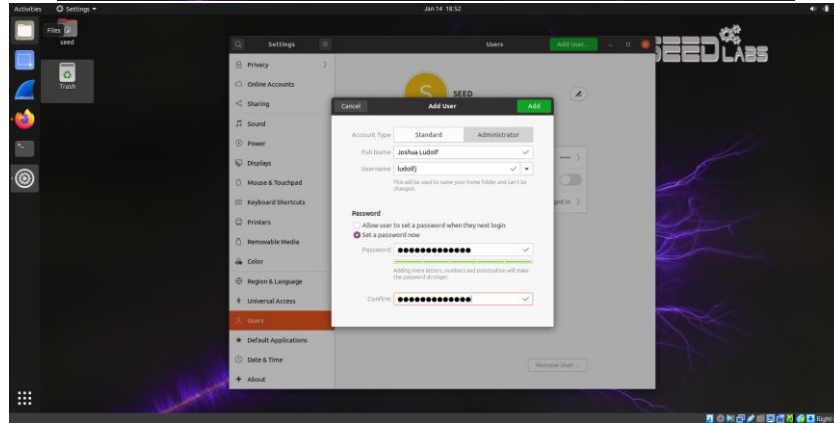 Activities
Settings
Jan 14 18:52
Files
seed
Trash
SEED LABS
Settings
Users
Add User...
Privacy
Online Accounts
Sharing
Sound
Power
Displays
Mouse & Touchpad
Keyboard Shortcuts
Printers
Removable Media
Color
Region & Language
Universal Access
Users
Default Applications
Date & Time
About
S
SEED
Cancel
Add User
Add
Account Type
Standard
Administrator
Full Name
Joshua Ludolf
Username
ludolfj
This will be used to name your home folder and can't be
changed.
Password
Allow user to set a password when they next login
Set a password now
Password
●●●●●●●●●●●●●
Adding more letters, numbers and punctuation will make
the password stronger.
Confirm
●●●●●●●●●●●●●
Remove User...
Right